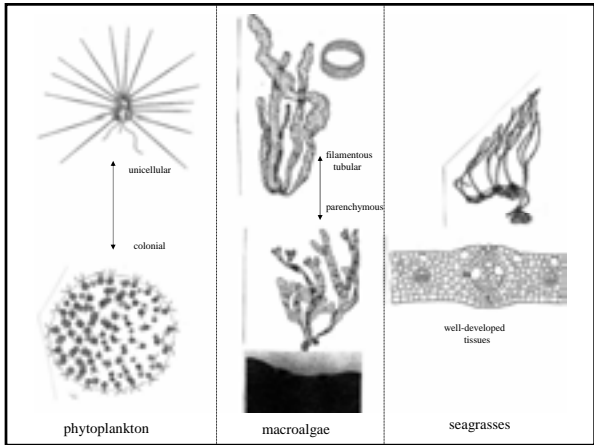 unicellular
colonial
phytoplankton
filamentous
tubular
parenchymous
macroalgae
well-developed
tissues
seagrasses